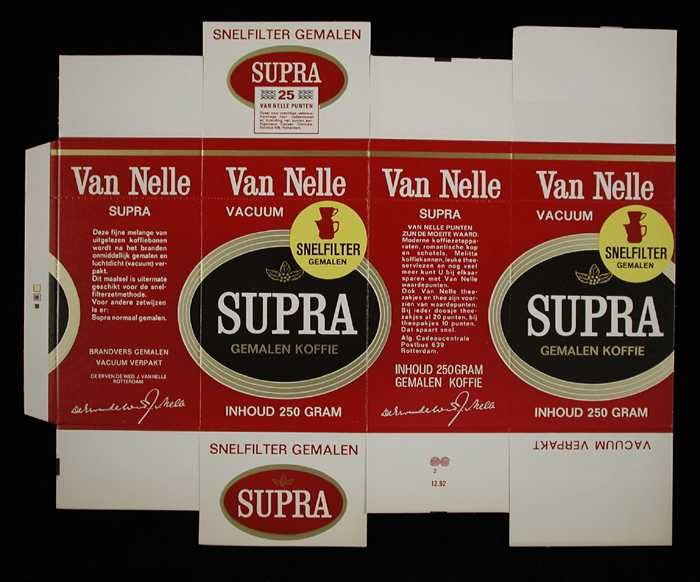 SNELFILTER GEMALEN
SUPRA
25
VAN NELLE PUNTEN
Van Nelle
SUPRA
Deze fijne melange van
uitgelezen koffiebonen
wordt na het branden
onmiddellijk gemalen en
luchtdicht (vacuum) ver-
pakt.
Dit maalsel is uitermate
geschikt voor de snel-
filterzetmethode.
Voor andere zetwijzen
is er:
Supra normaal gemalen.
BRANDVERS GEMALEN
VACUUM VERPAKT
DE ERVEN DE WED. J. VAN NELLE
ROTTERDAM
Van Nelle
VACUUM
SNELFILTER
GEMALEN
SUPRA
GEMALEN KOFFIE
INHOUD 250 GRAM
Van Nelle
SUPRA
VAN NELLE PUNTEN
ZIJN DE MOEITE WAARD.
Moderne koffiezetappa-
raten, romantische kop
en schotels, Melitta
koffiekannen, leuke thee-
serviezen en nog veel
meer kunt U bij elkaar
sparen met Van Nelle
waardepunten.
Ook Van Nelle thee-
zakjes en thee zijn voor-
zien van waardepunten.
Bij ieder doosje thee-
zakjes al 20 punten, bij
theepakjes 10 punten.
Dat spaart snel.
Alg. Cadeaucentrale
Postbus 639
Rotterdam.
INHOUD 250GRAM
GEMALEN KOFFIE
Van Nelle
VACUUM
SNELFILTER
GEMALEN
SUPRA
GEMALEN KOFFIE
INHOUD 250 GRAM
SNELFILTER GEMALEN
SUPRA
2
12.92
VACUUM VERPAKT